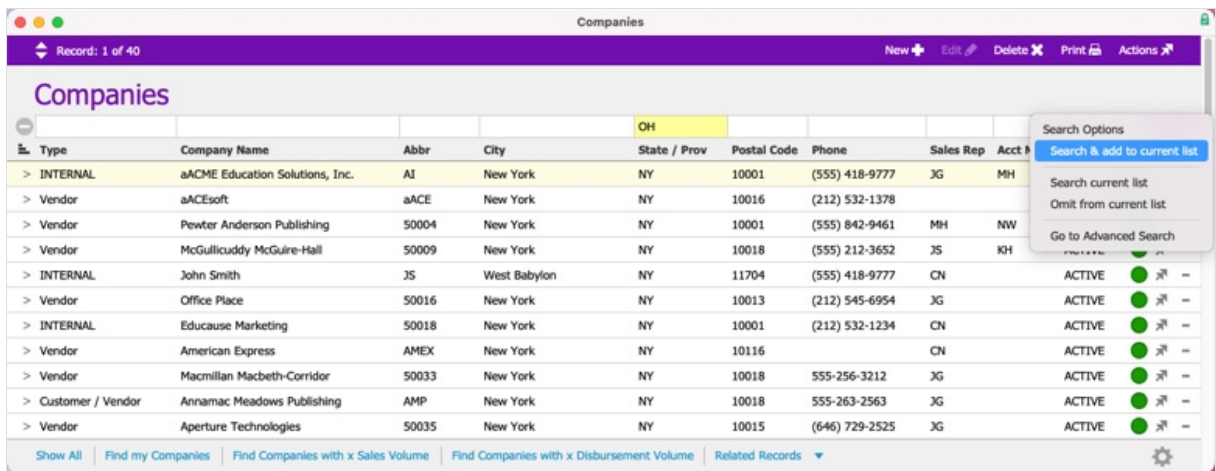 Companies
Record: 1 of 40 New Edit Delete Print Actions
Companies
OH
Search Options
Search & add to current list
Search current list
Omit from current list
Go to Advanced Search
Type Company Name Abbr City State / Prov Postal Code Phone Sales Rep Acct
> INTERNAL aACME Education Solutions, Inc. AI New York NY 10001 (555) 418-9777 JG MH
> Vendor aACEsoft aACE New York NY 10016 (212) 532-1378
> Vendor Pewter Anderson Publishing 50004 New York NY 10001 (555) 842-9461 MH NW
> Vendor McGullicuddy McGuire-Hall 50009 New York NY 10018 (555) 212-3652 JS KH
> INTERNAL John Smith JS West Babylon NY 11704 (555) 418-9777 CN ACTIVE
> Vendor Office Place 50016 New York NY 10013 (212) 545-6954 JG ACTIVE
> INTERNAL Educause Marketing 50018 New York NY 10001 (212) 532-1234 CN ACTIVE
> Vendor American Express AMEX New York NY 10116 CN ACTIVE
> Vendor Macmillan Macbeth-Corridor 50033 New York NY 10018 555-256-3212 JG ACTIVE
> Customer / Vendor Annamac Meadows Publishing AMP New York NY 10018 555-263-2563 JG ACTIVE
> Vendor Aperture Technologies 50035 New York NY 10015 (646) 729-2525 JG ACTIVE
Show All Find my Companies Find Companies with x Sales Volume Find Companies with x Disbursement Volume Related Records